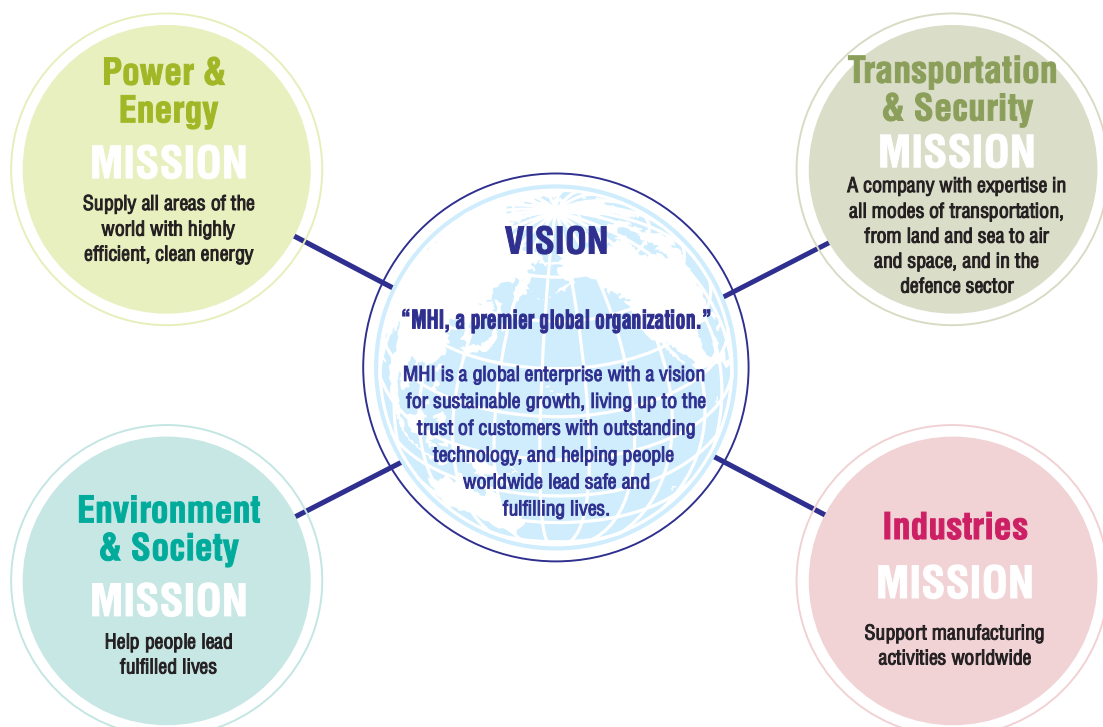 Power &
Energy
MISSION
Supply all areas of the
world with highly
efficient, clean energy
Transportation
& Security
MISSION
A company with expertise in
all modes of transportation,
from land and sea to air
and space, and in the
defence sector
VISION
“MHI, a premier global organization.”
MHI is a global enterprise with a vision
for sustainable growth, living up to the
trust of customers with outstanding
technology, and helping people
worldwide lead safe and
fulfilling lives.
Environment
& Society
MISSION
Help people lead
fulfilled lives
Industries
MISSION
Support manufacturing
activities worldwide